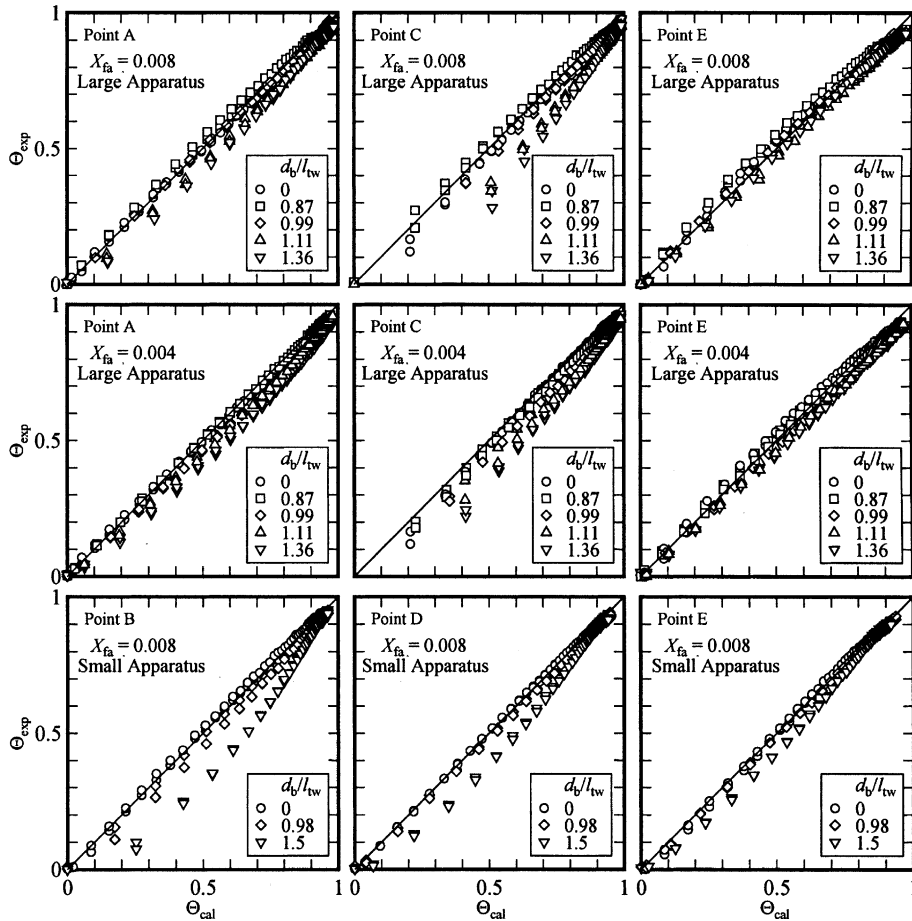 1
Point A
X_fa = 0.008
Large Apparatus
Θ_exp
0.5
d_b/l_tw
0
0.87
0.99
1.11
1.36
0
Point C
X_fa = 0.008
Large Apparatus
d_b/l_tw
0
0.87
0.99
1.11
1.36
Point E
X_fa = 0.008
Large Apparatus
d_b/l_tw
0
0.87
0.99
1.11
1.36
1
Point A
X_fa = 0.004
Large Apparatus
Θ_exp
0.5
d_b/l_tw
0
0.87
0.99
1.11
1.36
0
Point C
X_fa = 0.004
Large Apparatus
d_b/l_tw
0
0.87
0.99
1.11
1.36
Point E
X_fa = 0.004
Large Apparatus
d_b/l_tw
0
0.87
0.99
1.11
1.36
1
Point B
X_fa = 0.008
Small Apparatus
Θ_exp
0.5
d_b/l_tw
0
0.98
1.5
0
0 0.5 1
Θ_cal
Point D
X_fa = 0.008
Small Apparatus
d_b/l_tw
0
0.98
1.5
0 0.5 1
Θ_cal
Point E
X_fa = 0.008
Small Apparatus
d_b/l_tw
0
0.98
1.5
0 0.5 1
Θ_cal